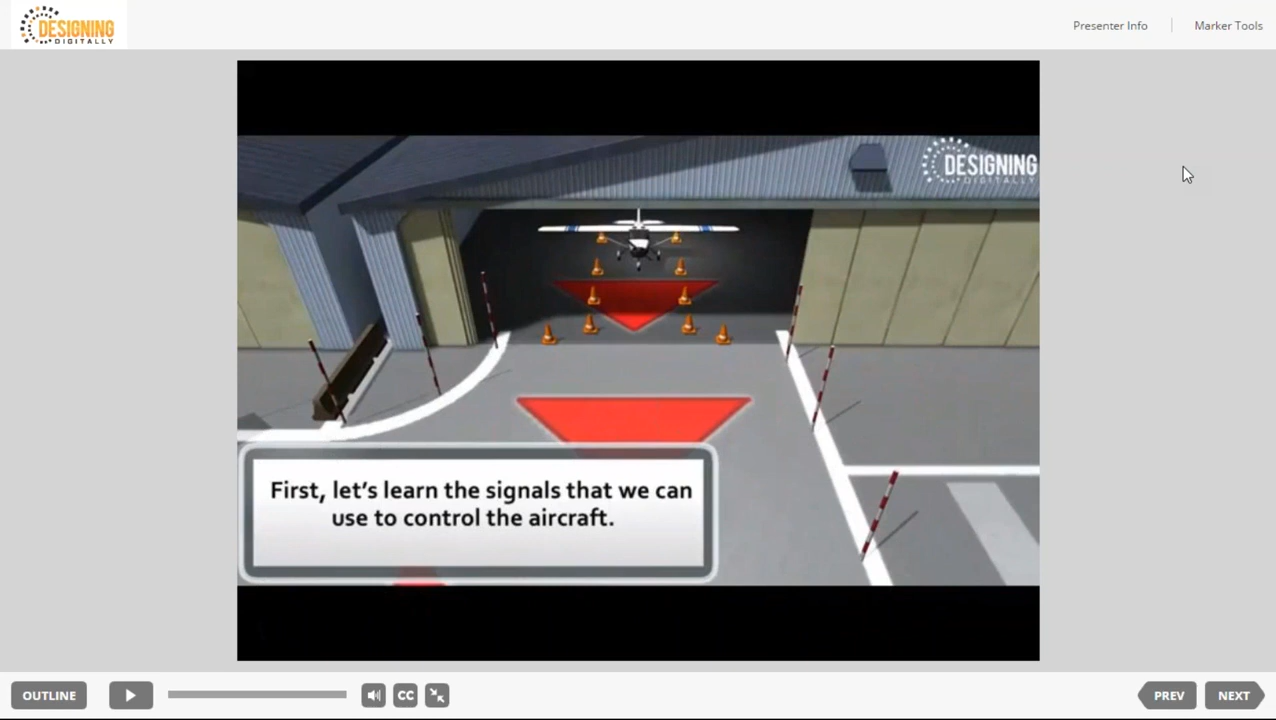 DESIGNING
DIGITALLY
Presenter Info
Marker Tools
DESIGNING
DIGITALLY
First, let's learn the signals that we can
use to control the aircraft.
OUTLINE
CC
PREV
NEXT